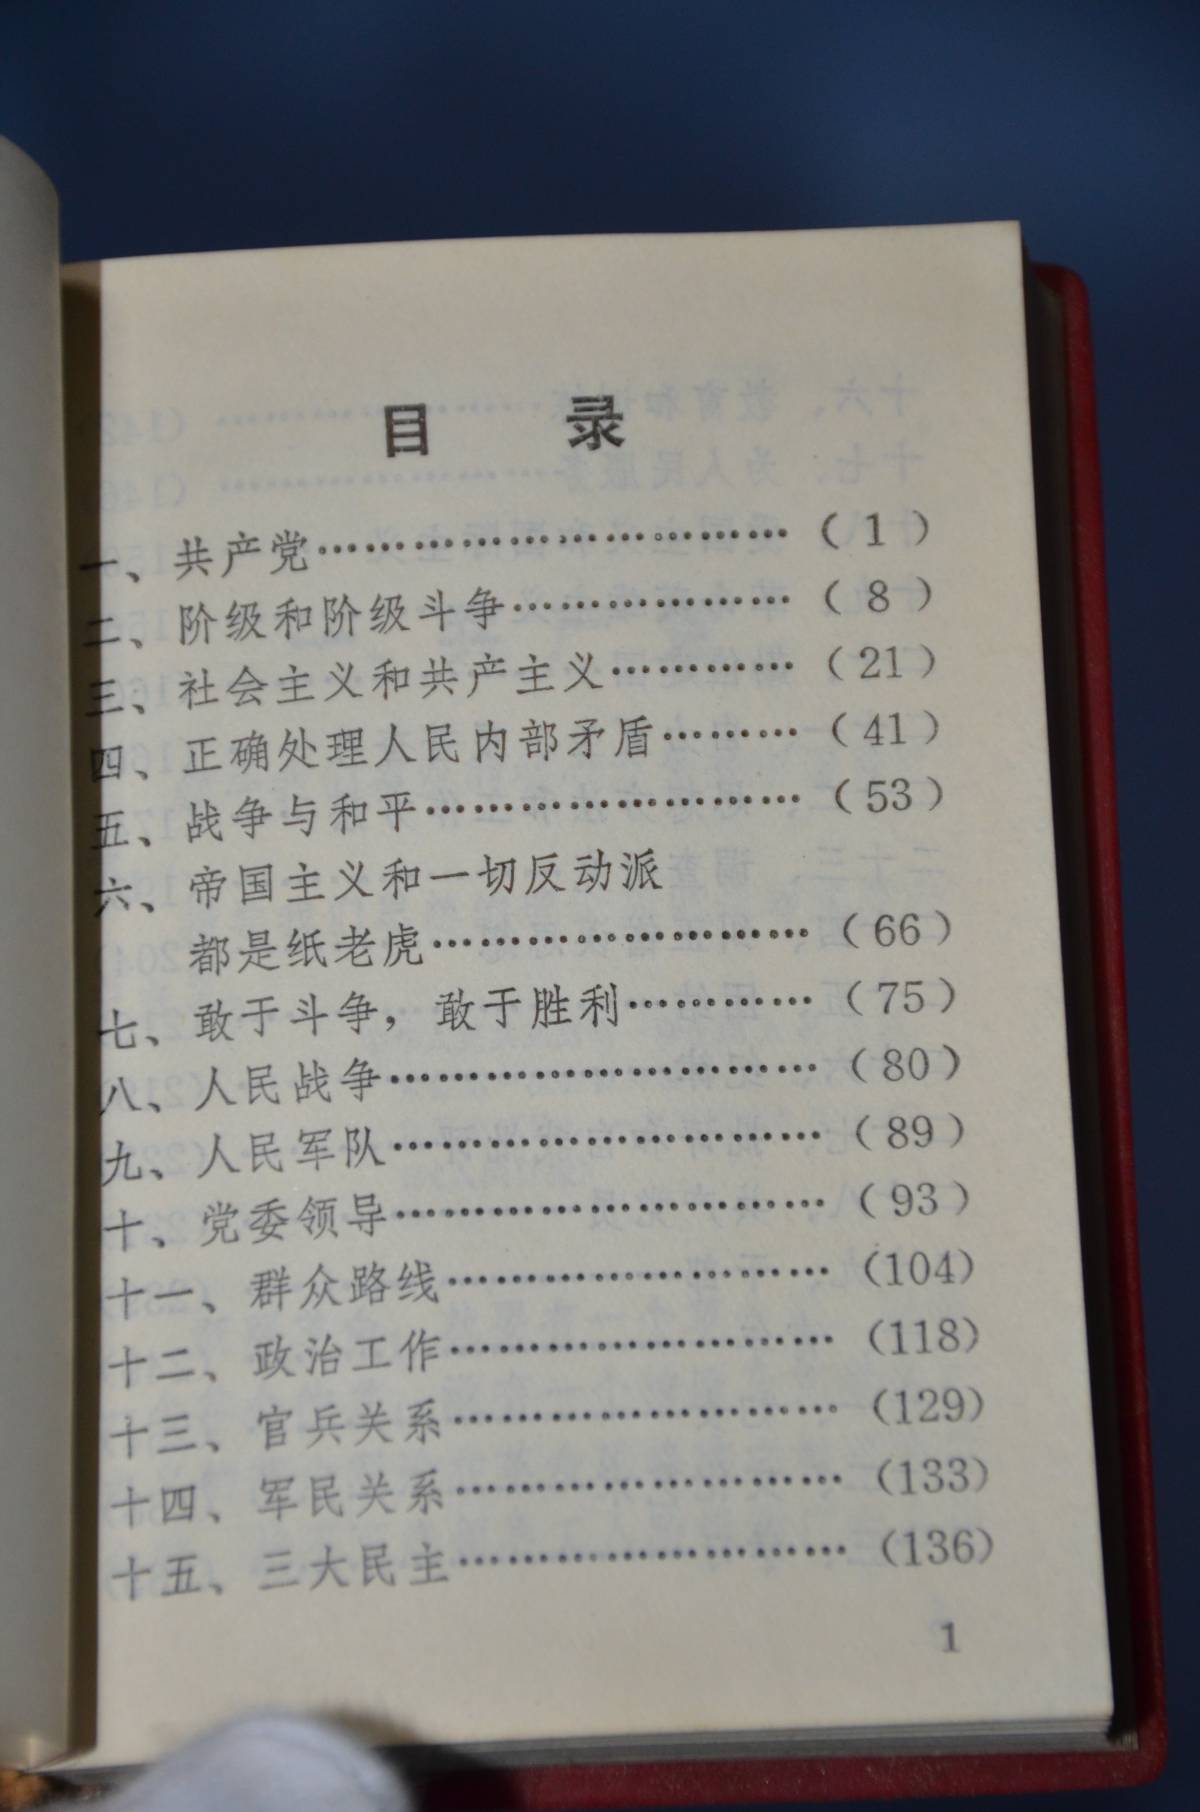 目 录
一、共产党……………………………（1）
二、阶级和阶级斗争………………（8）
三、社会主义和共产主义…………（21）
四、正确处理人民内部矛盾………（41）
五、战争与和平……………………（53）
六、帝国主义和一切反动派
都是纸老虎……………………（66）
七、敢于斗争，敢于胜利…………（75）
八、人民战争………………………（80）
九、人民军队………………………（89）
十、党委领导………………………（93）
十一、群众路线……………………（104）
十二、政治工作……………………（118）
十三、官兵关系……………………（129）
十四、军民关系……………………（133）
十五、三大民主……………………（136）
1